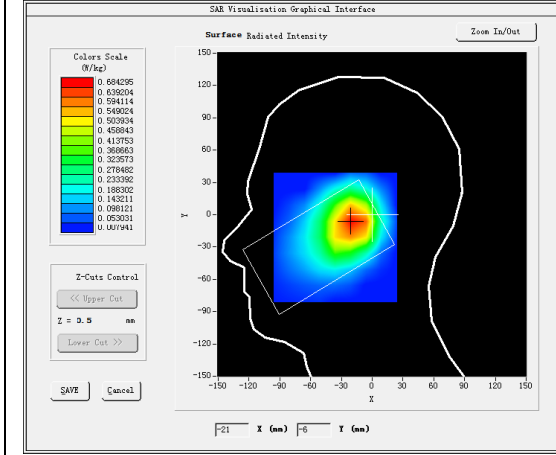 SAR Visualisation Graphical Interface
Surface Radiated Intensity
Zoom In/Out
Colors Scale
(W/kg)
0.684295
0.639204
0.594114
0.549024
0.503934
0.458843
0.413753
0.368663
0.323573
0.278482
0.233392
0.188302
0.143211
0.098121
0.053031
0.007941
150
120
90
60
30
0
-30
-60
-90
-120
-150
Y
-150 -120 -90 -60 -30 0 30 60 90 120 150
X
Z-Cuts Control
<< Upper Cut
Z = 0.5 mm
Lower Cut >>
SAVE Cancel
-21 X (mm) -6 Y (mm)